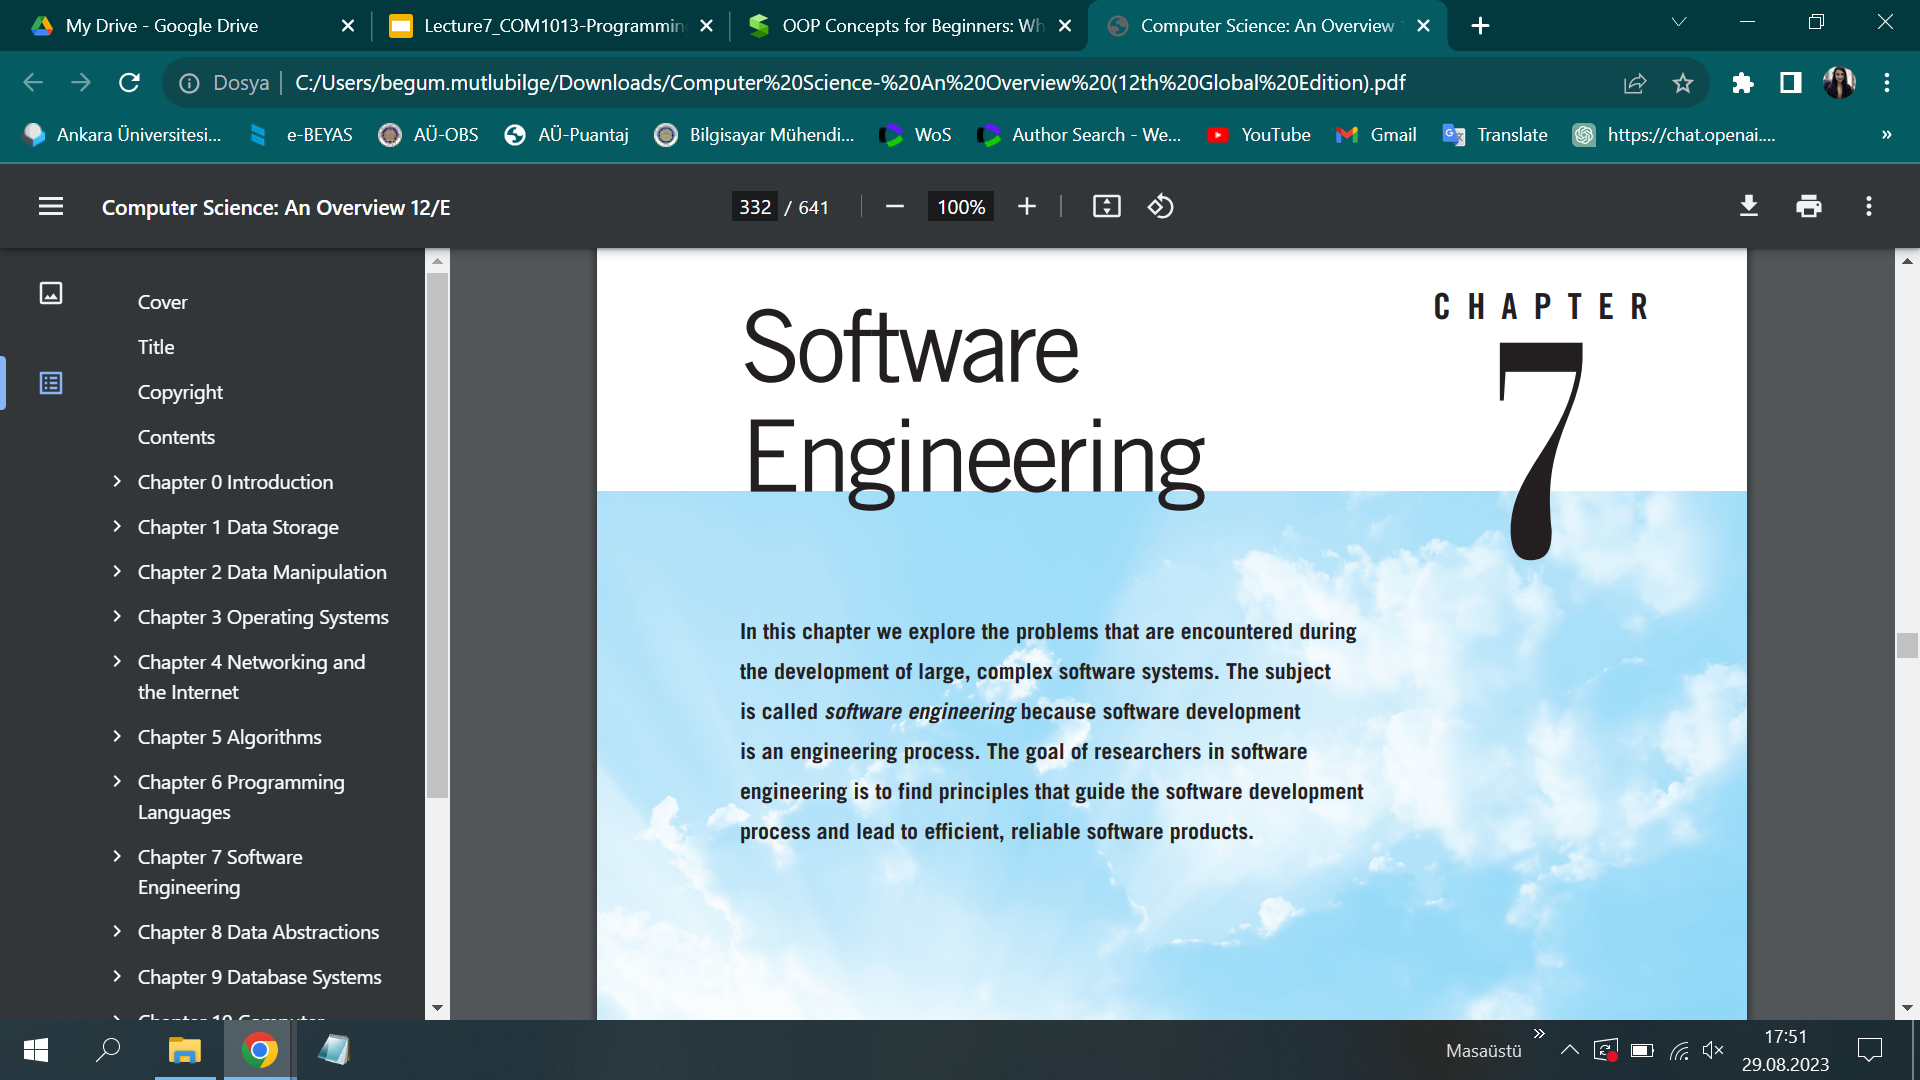 My Drive - Google Drive
Lecture7_COM1013-Programmin
OOP Concepts for Beginners: Wh
Computer Science: An Overview
Dosya
C:/Users/begum.mutlubilge/Downloads/Computer%20Science-%20An%20Overview%20(12th%20Global%20Edition).pdf
Ankara Üniversitesi...
e-BEYAS
AÜ-OBS
AÜ-Puantaj
Bilgisayar Mühendi...
WoS
Author Search - We...
YouTube
Gmail
Translate
https://chat.openai....
»
Computer Science: An Overview 12/E
332 / 641
100%
Cover
Title
Copyright
Contents
Chapter 0 Introduction
Chapter 1 Data Storage
Chapter 2 Data Manipulation
Chapter 3 Operating Systems
Chapter 4 Networking and
the Internet
Chapter 5 Algorithms
Chapter 6 Programming
Languages
Chapter 7 Software
Engineering
Chapter 8 Data Abstractions
Chapter 9 Database Systems
Chapter 10 Computer
CHAPTER
7
Software
Engineering
In this chapter we explore the problems that are encountered during
the development of large, complex software systems. The subject
is called software engineering because software development
is an engineering process. The goal of researchers in software
engineering is to find principles that guide the software development
process and lead to efficient, reliable software products.
Masaüstü
»
17:51
29.08.2023